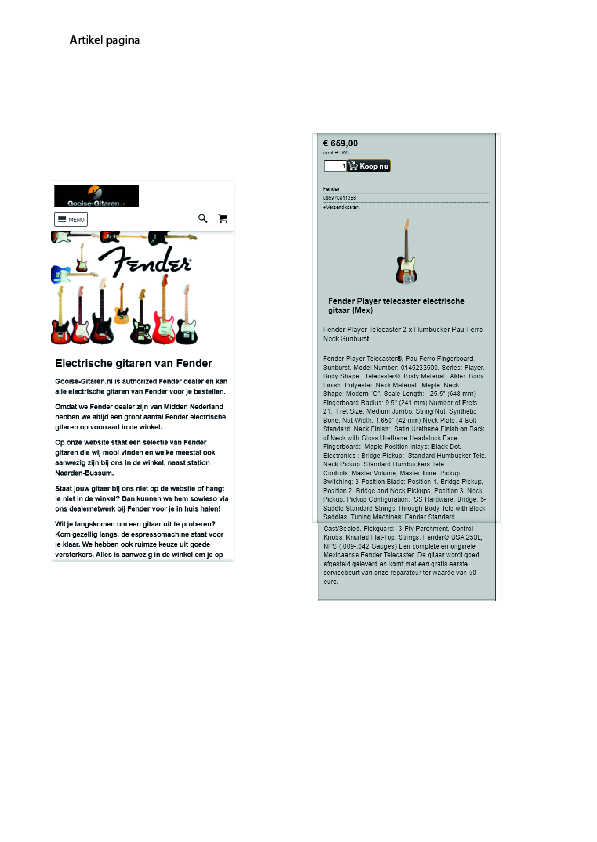 Artikel pagina
Gooise-Gitaren
MENU
Fender
Electrische gitaren van Fender
Gooise-Gitaren.nl is authorized Fender dealer en kan
alle electrische gitaren van Fender voor je bestellen.
Omdat we Fender dealer zijn van Midden Nederland
hebben we altijd een groot aantal Fender electrische
gitaren op voorraad in de winkel.
Op onze website staat een selectie van Fender
gitaren die wij mooi vinden en welke meestal ook
aanwezig zijn bij ons in de winkel, naast station
Naarden-Bussum.
Staat jouw gitaar bij ons niet op de website of hangt
ie niet in de winkel? Dan kunnen we hem sowieso via
ons dealernetwerk bij Fender voor je in huis halen!
Wil je langskomen om een gitaar uit te proberen?
Kom gezellig langs, de espressomachine staat voor
je klaar. We hebben ook ruimze keuze uit goede
versterkers. Alles is aanwezig in de winkel om je op
€ 659,00
1 Koop nu
Fender
+Verzendkosten
Fender Player telecaster electrische
gitaar (Mex)
Fender Player Telecaster 2 x Humbucker Pau Ferro
Neck Sunburst
Fender Player Telecaster®, Pau Ferro Fingerboard,
Sunburst. Model Number: 0145233500. Series: Player.
Body Shape: Telecaster® Body Material: Alder Body
Finish: Polyester Neck Material: Maple Neck
Shape: Modern "C". Scale Length: 25.5" (648 mm)
Fingerboard Radius: 9.5" (241 mm) Number of Frets:
21. Fret Size: Medium Jumbo. String Nut: Synthetic
Bone. Nut Width: 1.650" (42 mm) Neck Plate: 4-Bolt
Standard. Neck Finish: Satin Urethane Finish on Back
of Neck with Gloss Urethane Headstock Face
Fingerboard: Maple Position Inlays: Black Dot.
Electronics : Bridge Pickup: Standard Humbucker Tele.
Neck Pickup: Standard Humbuckers Tele
Controls: Master Volume, Master Tone. Pickup
Switching: 3-Position Blade: Position 1. Bridge Pickup,
Position 2. Bridge and Neck Pickups, Position 3. Neck
Pickup. Pickup Configuration: SS Hardware. Bridge: 6-
Saddle Standard Strings-Through-Body Tele with Block
Saddles. Tuning Machines: Fender Standard
Cast/Sealed. Pickguard: 3-Ply Parchment. Control
Knobs: Knurled Flat-Top. Strings: Fender® USA 250L,
NPS (.009-.042 Gauges) Een complete en originele
Mexicaanse Fender Telecaster. De gitaar wordt goed
afgesteld geleverd en komt met een gratis eerste
servicebeurt van onze reparateur ter waarde van 50
euro.